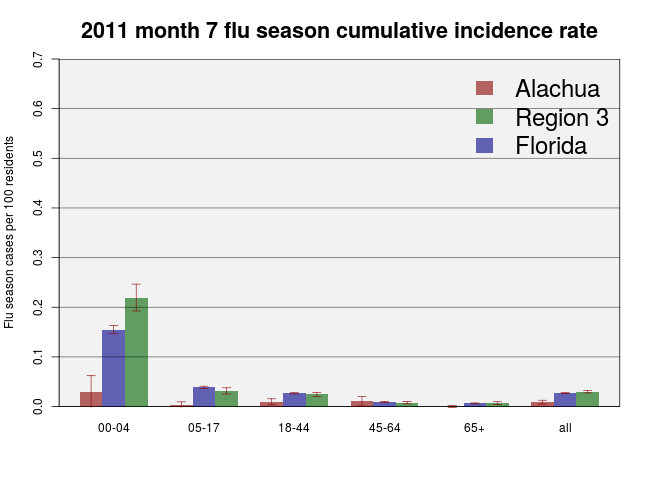 2011 month 7 flu season cumulative incidence rate
Flu season cases per 100 residents
0.7
0.6
0.5
0.4
0.3
0.2
0.1
0.0
Alachua
Region 3
Florida
00-04 05-17 18-44 45-64 65+ all